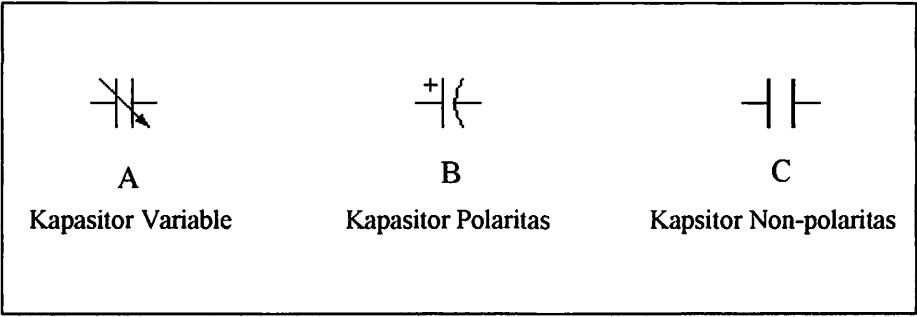 +
A B C
Kapasitor Variable Kapasitor Polaritas Kapsitor Non-polaritas